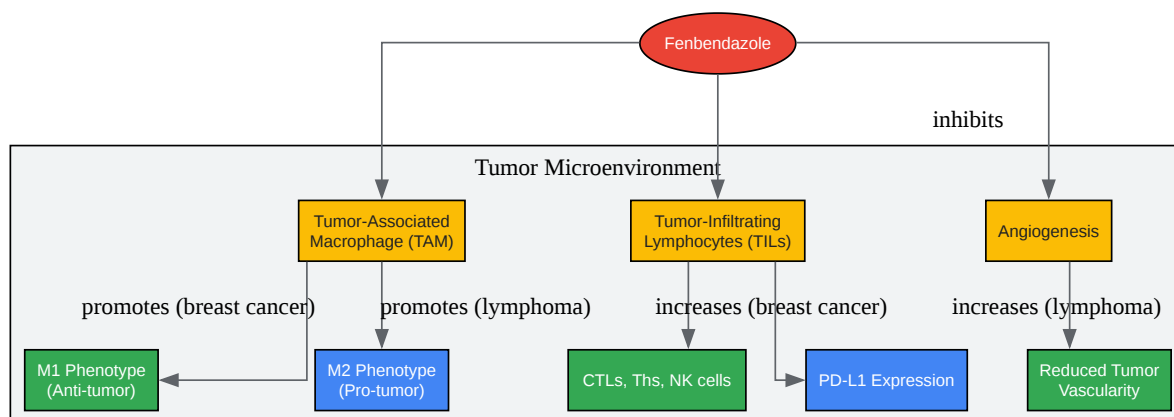 Fenbendazole
inhibits
Tumor Microenvironment
Tumor-Associated
Macrophage (TAM)
Tumor-Infiltrating
Lymphocytes (TILs)
Angiogenesis
promotes (breast cancer)
promotes (lymphoma)
increases (breast cancer)
increases (lymphoma)
M1 Phenotype
(Anti-tumor)
M2 Phenotype
(Pro-tumor)
CTLs, Ths, NK cells
PD-L1 Expression
Reduced Tumor
Vascularity